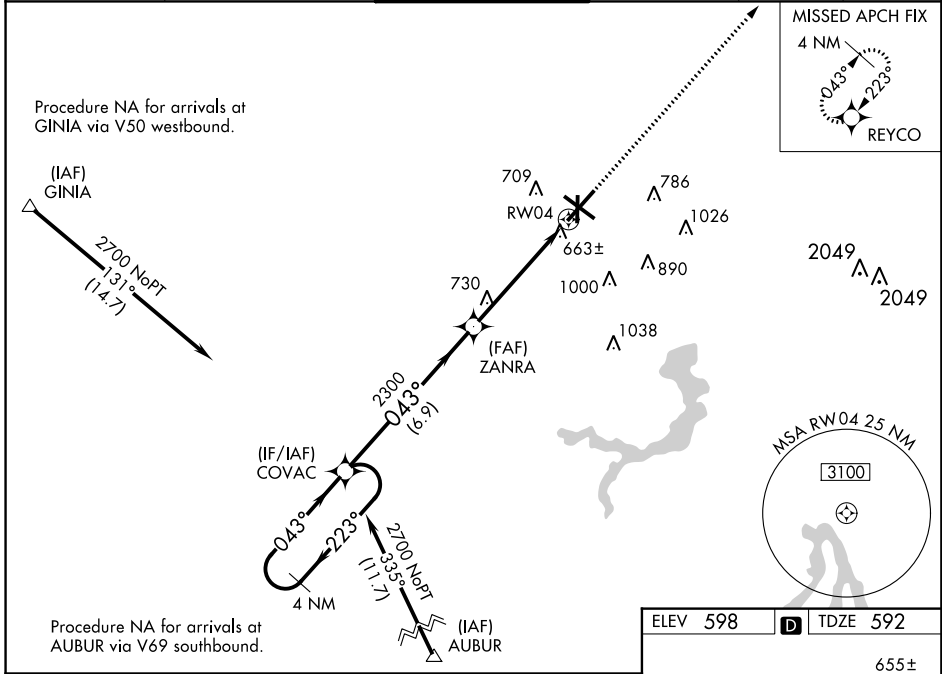 MISSED APCH FIX
4 NM
043°
223°
REYCO
Procedure NA for arrivals at
GINIA via V50 westbound.
(IAF)
GINIA
2700 NoPT
131°
(14.7)
709
RW04
663±
786
1026
890
1000
1038
2049
2049
730
(FAF)
ZANRA
2300
043°
(6.9)
(IF/IAF)
COVAC
043°
223°
4 NM
2700 NoPT
335°
(11.7)
(IAF)
AUBUR
Procedure NA for arrivals at
AUBUR via V69 southbound.
MSA RW04 25 NM
3100
ELEV 598 D TDZE 592
655±